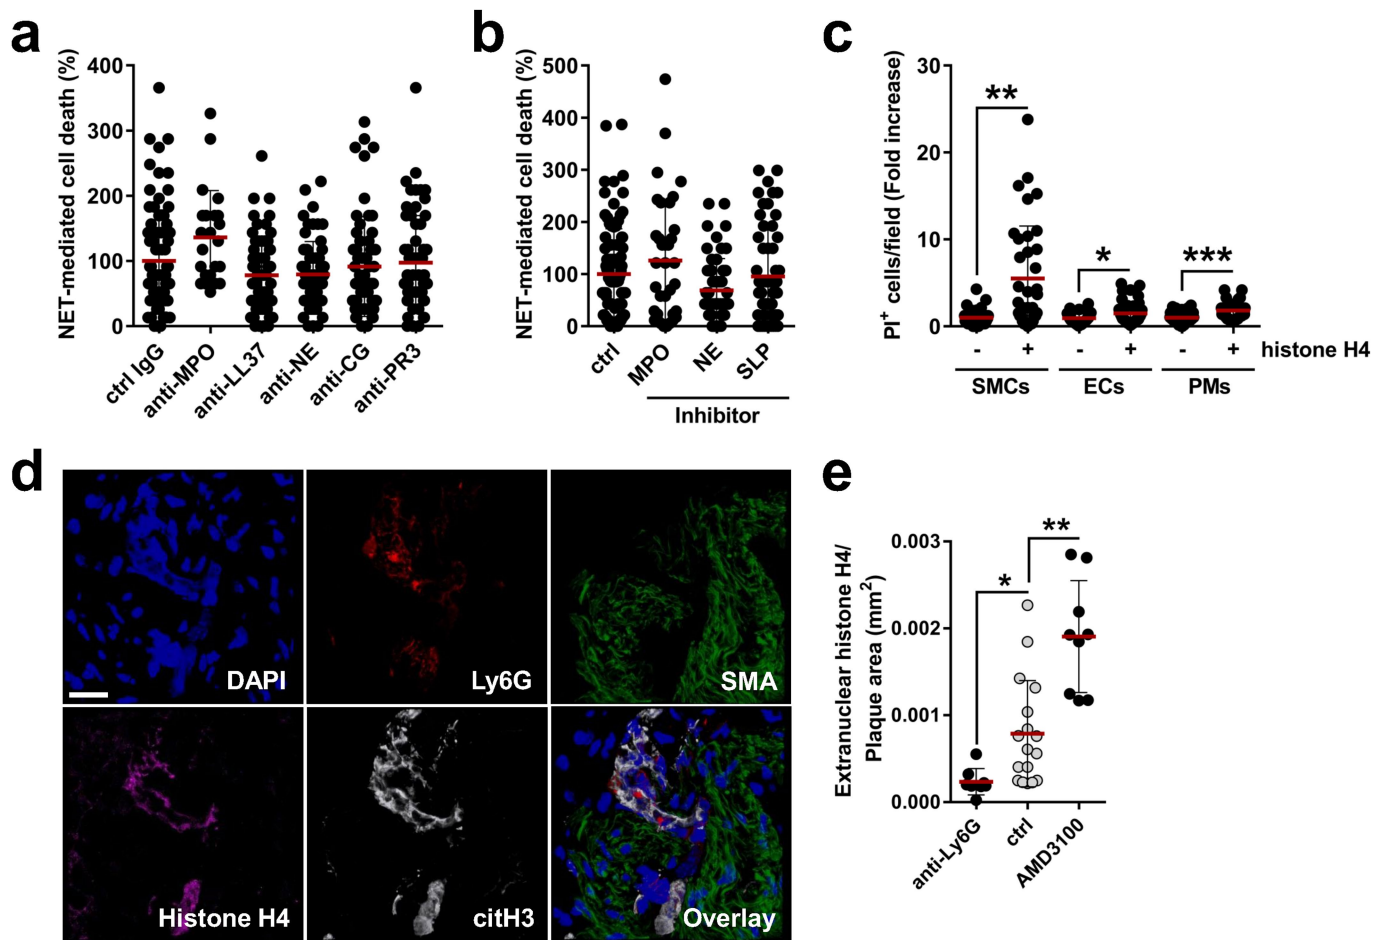 a
NET-mediated cell death (%)
400
300
200
100
0
ctrl IgG
anti-MPO
anti-LL37
anti-NE
anti-CG
anti-PR3
b
NET-mediated cell death (%)
500
400
300
200
100
0
ctrl
MPO
NE
SLP
Inhibitor
c
PI+ cells/field (Fold increase)
30
20
10
0
**
*
***
- + - + - + histone H4
SMCs ECs PMs
d
DAPI
Ly6G
SMA
Histone H4
citH3
Overlay
e
Extranuclear histone H4/
Plaque area (mm²)
0.003
0.002
0.001
0.000
*
**
anti-Ly6G
ctrl
AMD3100